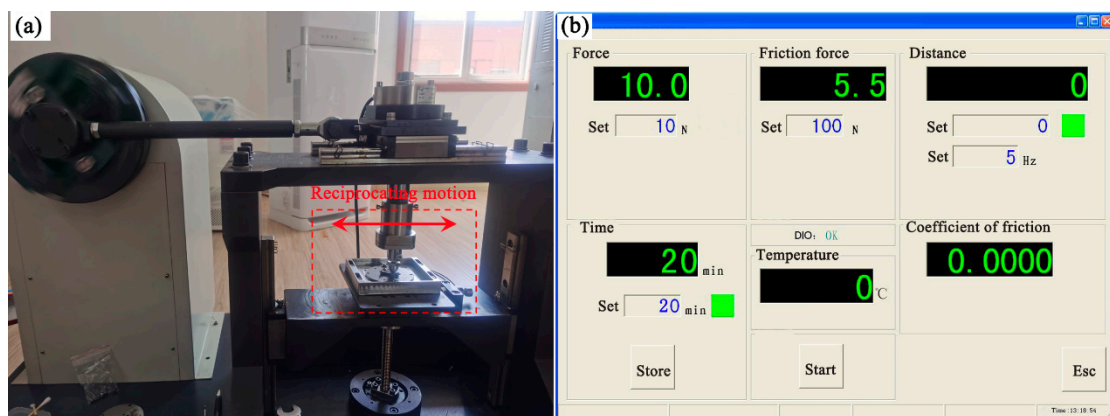 (a)
Reciprocating motion
(b)
Force
10.0
Set 10 N
Friction force
5.5
Set 100 N
Distance
0
Set 0
Set 5 Hz
Time
20 min
Set 20 min
DIO: OK
Temperature
0℃
Coefficient of friction
0.0000
Store
Start
Esc
Time:13:18:54